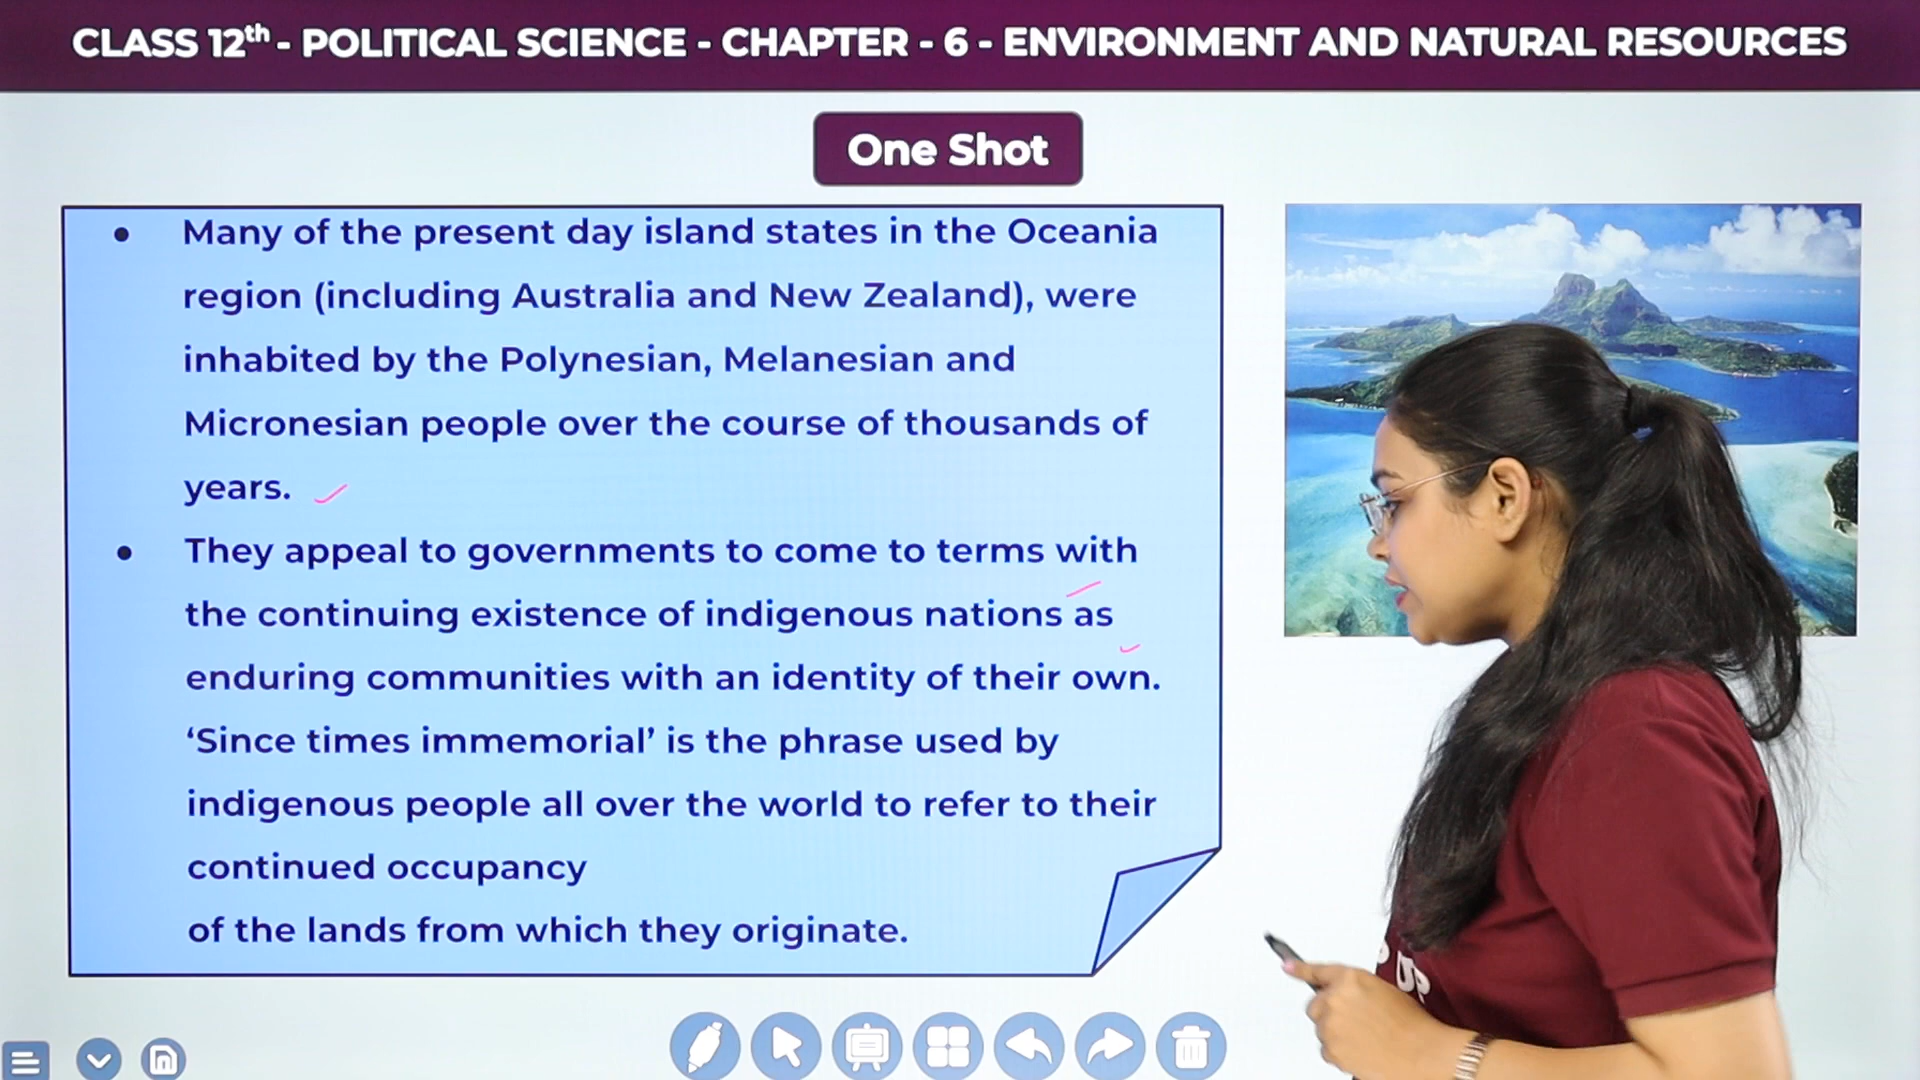 CLASS 12th - POLITICAL SCIENCE - CHAPTER - 6 - ENVIRONMENT AND NATURAL RESOURCES
One Shot
• Many of the present day island states in the Oceania
region (including Australia and New Zealand), were
inhabited by the Polynesian, Melanesian and
Micronesian people over the course of thousands of
years.
• They appeal to governments to come to terms with
the continuing existence of indigenous nations as
enduring communities with an identity of their own.
‘Since times immemorial’ is the phrase used by
indigenous people all over the world to refer to their
continued occupancy
of the lands from which they originate.
UP